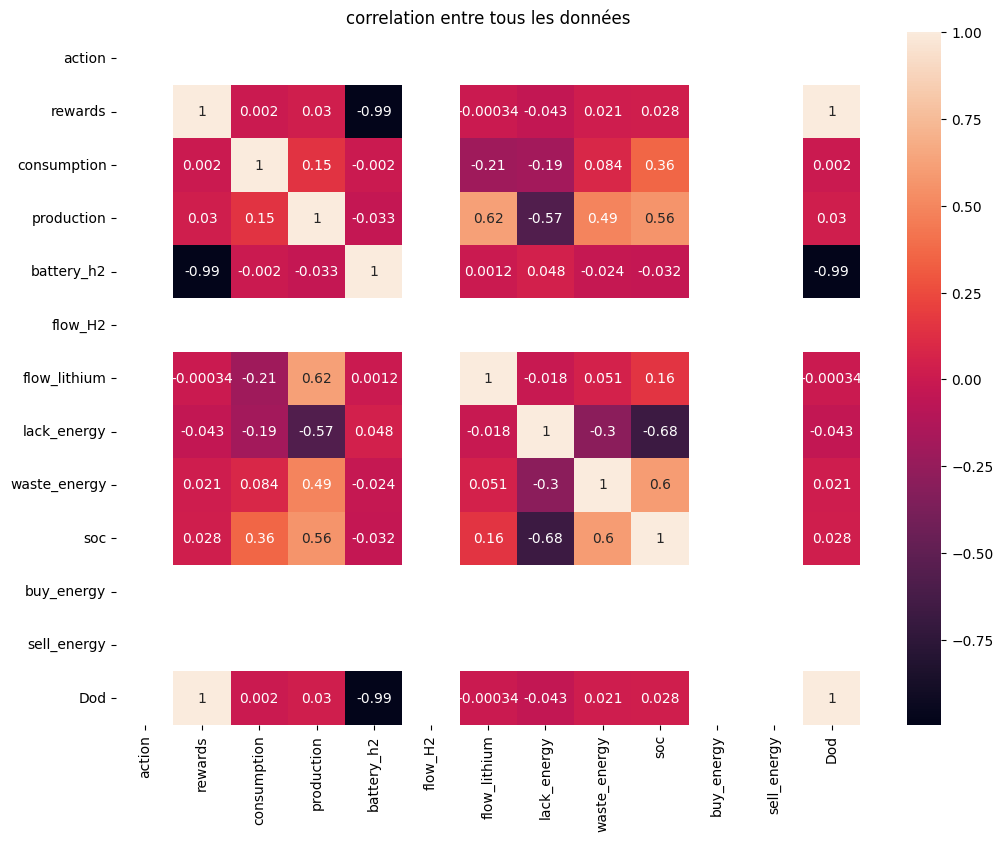 correlation entre tous les données
action
rewards 1 0.002 0.03 -0.99 -0.00034 -0.043 0.021 0.028 1
consumption 0.002 1 0.15 -0.002 -0.21 -0.19 0.084 0.36 0.002
production 0.03 0.15 1 -0.033 0.62 -0.57 0.49 0.56 0.03
battery_h2 -0.99 -0.002 -0.033 1 0.0012 0.048 -0.024 -0.032 -0.99
flow_H2
flow_lithium -0.00034 -0.21 0.62 0.0012 1 -0.018 0.051 0.16 -0.00034
lack_energy -0.043 -0.19 -0.57 0.048 -0.018 1 -0.3 -0.68 -0.043
waste_energy 0.021 0.084 0.49 -0.024 0.051 -0.3 1 0.6 0.021
soc 0.028 0.36 0.56 -0.032 0.16 -0.68 0.6 1 0.028
buy_energy
sell_energy
Dod 1 0.002 0.03 -0.99 -0.00034 -0.043 0.021 0.028 1
action rewards consumption production battery_h2 flow_H2 flow_lithium lack_energy waste_energy soc buy_energy sell_energy Dod
1.00
0.75
0.50
0.25
0.00
−0.25
−0.50
−0.75